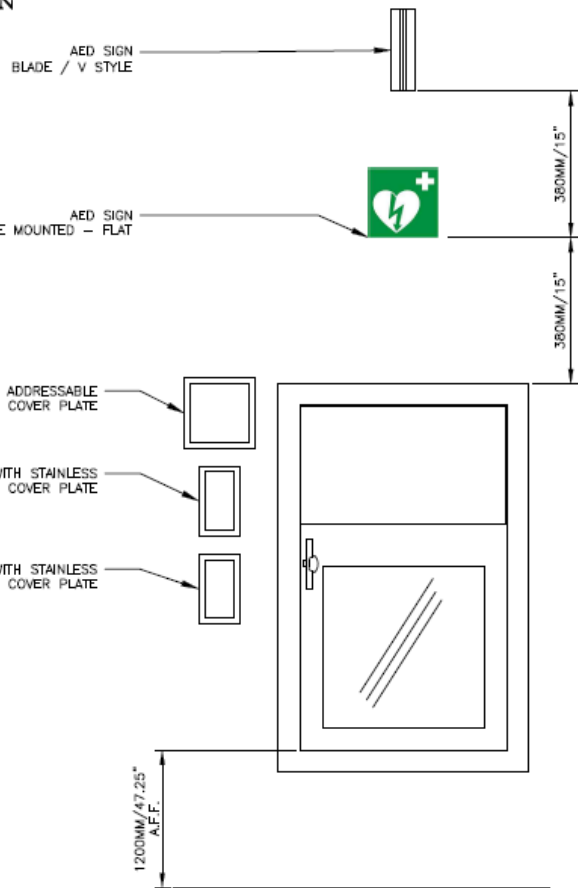 N
AED SIGN
BLADE / V STYLE
380MM/15"
AED SIGN
E MOUNTED – FLAT
380MM/15"
ADDRESSABLE
COVER PLATE
WITH STAINLESS
COVER PLATE
WITH STAINLESS
COVER PLATE
1200MM/47.25"
A.F.F.